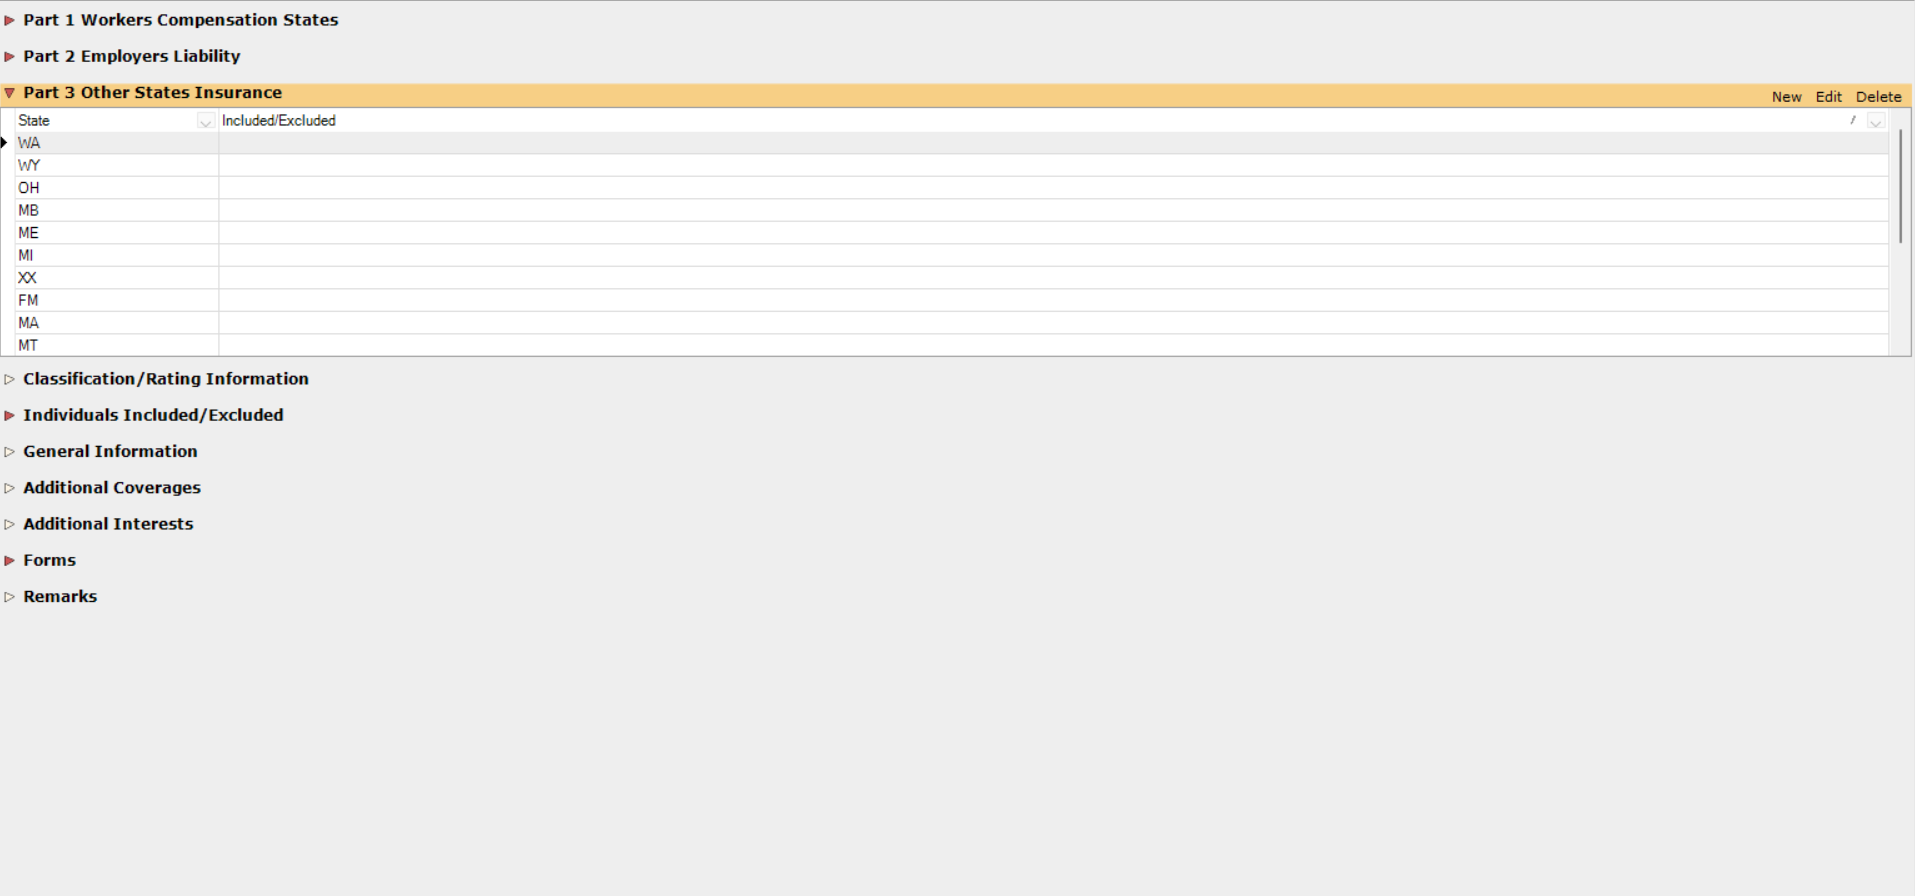 Part 1 Workers Compensation States
Part 2 Employers Liability
Part 3 Other States Insurance
New Edit Delete
State Included/Excluded
WA
WY
OH
MB
ME
MI
XX
FM
MA
MT
Classification/Rating Information
Individuals Included/Excluded
General Information
Additional Coverages
Additional Interests
Forms
Remarks